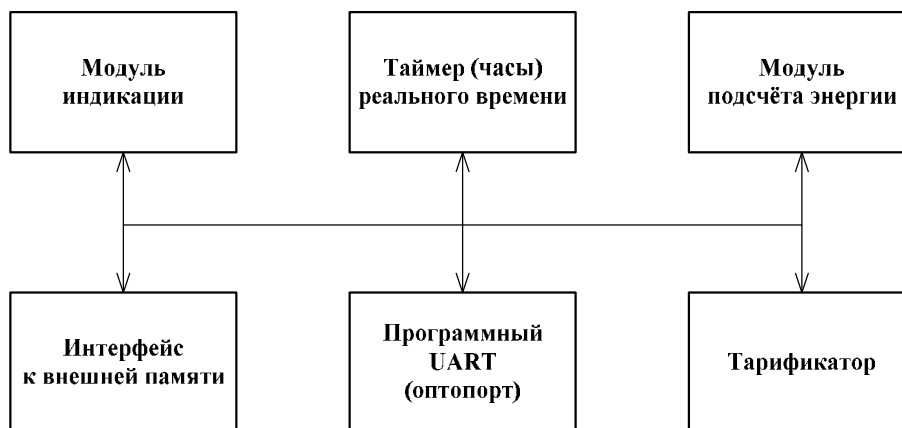 Модуль
индикации
Таймер (часы)
реального времени
Модуль
подсчёта энергии
Интерфейс
к внешней памяти
Программный
UART
(оптопорт)
Тарификатор